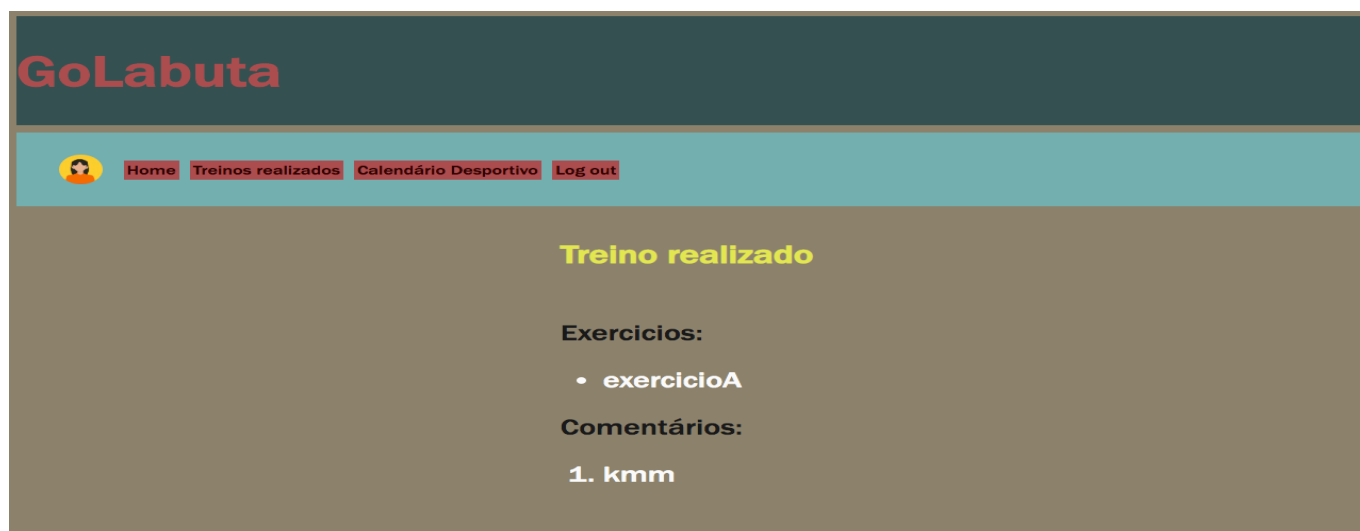 GoLabuta
Home Treinos realizados Calendário Desportivo Log out
Treino realizado
Exercicios:
• exercicioA
Comentários:
1. kmm